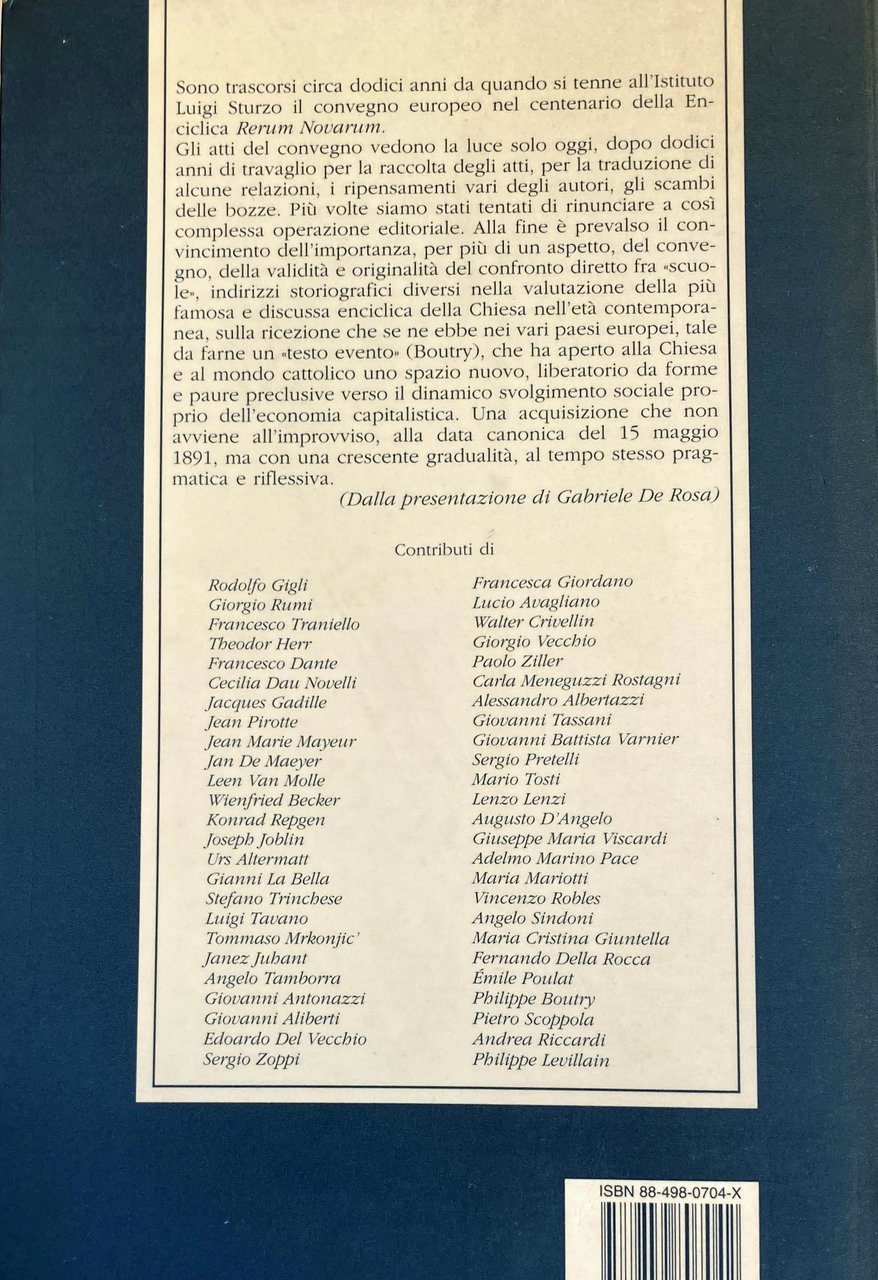 Sono trascorsi circa dodici anni da quando si tenne all'Istituto
Luigi Sturzo il convegno europeo nel centenario della En-
ciclica Rerum Novarum.
Gli atti del convegno vedono la luce solo oggi, dopo dodici
anni di travaglio per la raccolta degli atti, per la traduzione di
alcune relazioni, i ripensamenti vari degli autori, gli scambi
delle bozze. Più volte siamo stati tentati di rinunciare a così
complessa operazione editoriale. Alla fine è prevalso il con-
vincimento dell'importanza, per più di un aspetto, del conve-
gno, della validità e originalità del confronto diretto fra «scuo-
le», indirizzi storiografici diversi nella valutazione della più
famosa e discussa enciclica della Chiesa nell'età contempora-
nea, sulla ricezione che se ne ebbe nei vari paesi europei, tale
da farne un «testo evento» (Boutry), che ha aperto alla Chiesa
e al mondo cattolico uno spazio nuovo, liberatorio da forme
e paure preclusive verso il dinamico svolgimento sociale pro-
prio dell'economia capitalistica. Una acquisizione che non
avviene all'improvviso, alla data canonica del 15 maggio
1891, ma con una crescente gradualità, al tempo stesso prag-
matica e riflessiva.
(Dalla presentazione di Gabriele De Rosa)
Contributi di
Rodolfo Gigli
Giorgio Rumi
Francesco Traniello
Theodor Herr
Francesco Dante
Cecilia Dau Novelli
Jacques Gadille
Jean Pirotte
Jean Marie Mayeur
Jan De Maeyer
Leen Van Molle
Wienfried Becker
Konrad Repgen
Joseph Joblin
Urs Altermatt
Gianni La Bella
Stefano Trinchese
Luigi Tavano
Tommaso Mrkonjic'
Janez Juhant
Angelo Tamborra
Giovanni Antonazzi
Giovanni Aliberti
Edoardo Del Vecchio
Sergio Zoppi
Francesca Giordano
Lucio Avagliano
Walter Crivellin
Giorgio Vecchio
Paolo Ziller
Carla Meneguzzi Rostagni
Alessandro Albertazzi
Giovanni Tassani
Giovanni Battista Varnier
Sergio Pretelli
Mario Tosti
Lenzo Lenzi
Augusto D'Angelo
Giuseppe Maria Viscardi
Adelmo Marino Pace
Maria Mariotti
Vincenzo Robles
Angelo Sindoni
Maria Cristina Giuntella
Fernando Della Rocca
Émile Poulat
Philippe Boutry
Pietro Scoppola
Andrea Riccardi
Philippe Levillain
ISBN 88-498-0704-X